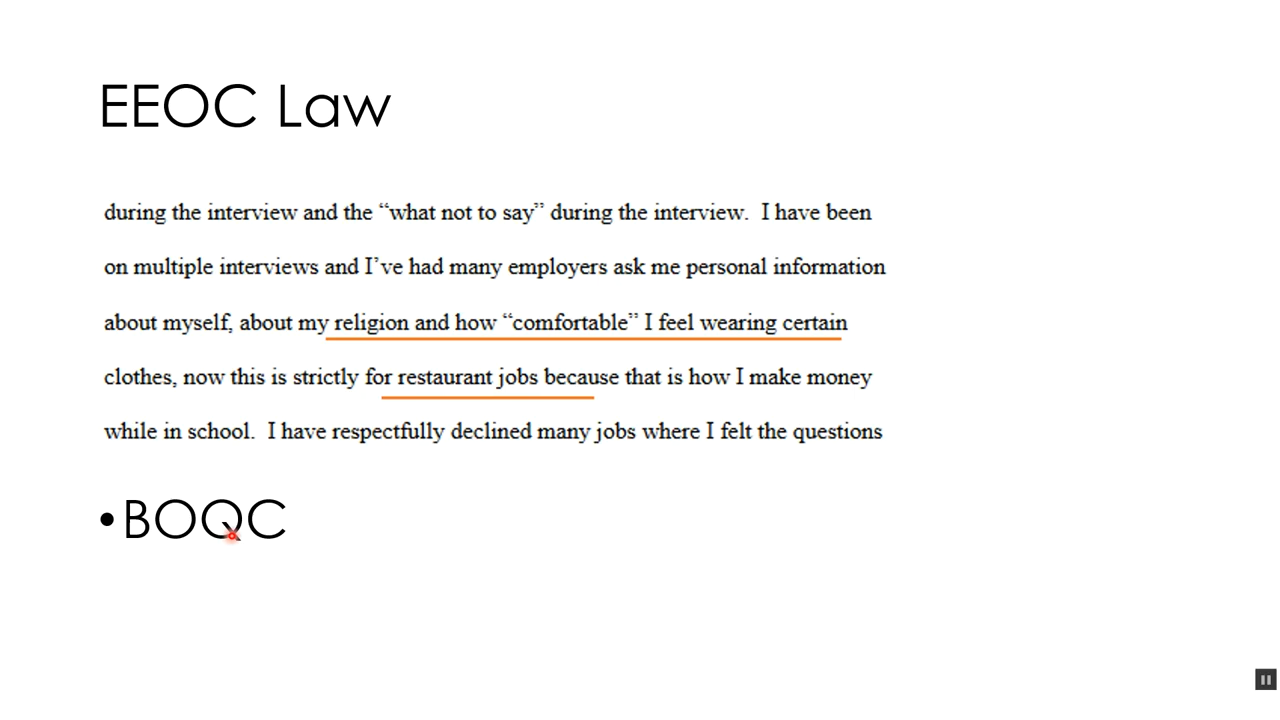 EEOC Law
during the interview and the “what not to say” during the interview.  I have been
on multiple interviews and I’ve had many employers ask me personal information
about myself, about my religion and how “comfortable” I feel wearing certain
clothes, now this is strictly for restaurant jobs because that is how I make money
while in school.  I have respectfully declined many jobs where I felt the questions
•BOQC